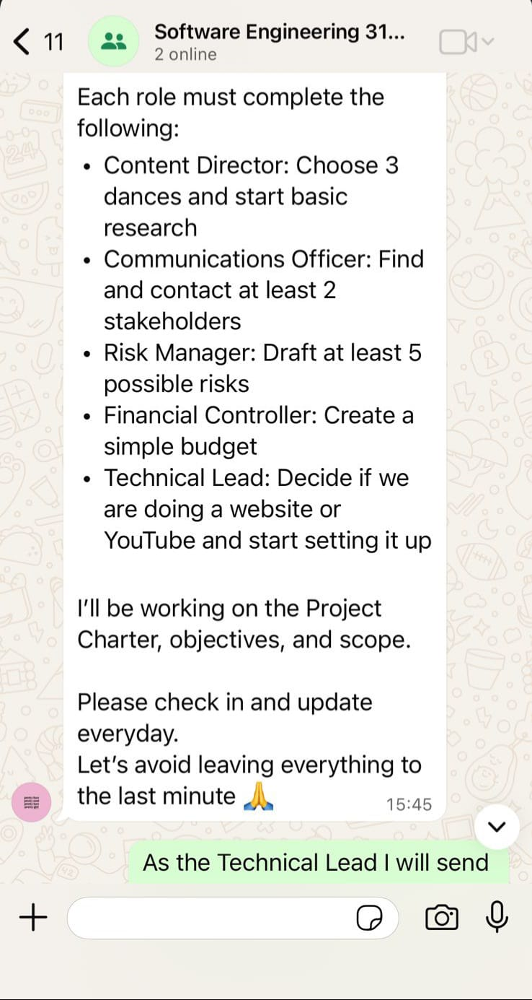 11
Software Engineering 31...
2 online
Each role must complete the
following:
• Content Director: Choose 3
dances and start basic
research
• Communications Officer: Find
and contact at least 2
stakeholders
• Risk Manager: Draft at least 5
possible risks
• Financial Controller: Create a
simple budget
• Technical Lead: Decide if we
are doing a website or
YouTube and start setting it up
I'll be working on the Project
Charter, objectives, and scope.
Please check in and update
everyday.
Let's avoid leaving everything to
the last minute 🙏
15:45
As the Technical Lead I will send